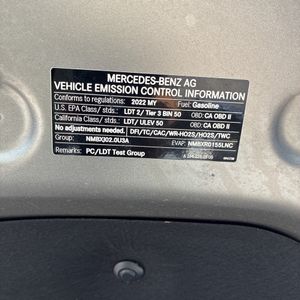 MERCEDES-BENZ AG
VEHICLE EMISSION CONTROL INFORMATION
Conforms to regulations: 2022 MY Fuel: Gasoline
U.S. EPA Class/ stds.: LDT 2/ Tier 3 BIN 50 OBD: CA OBD II
California Class/ stds.: LDT/ ULEV 50 OBD: CA OBD II
No adjustments needed. DFI/TC/CAC/WR-HO2S/HO2S/TWC
Group: NMBXJ02.0U3A EVAP: NMBXR0155LNC
Remarks: PC/LDT Test Group